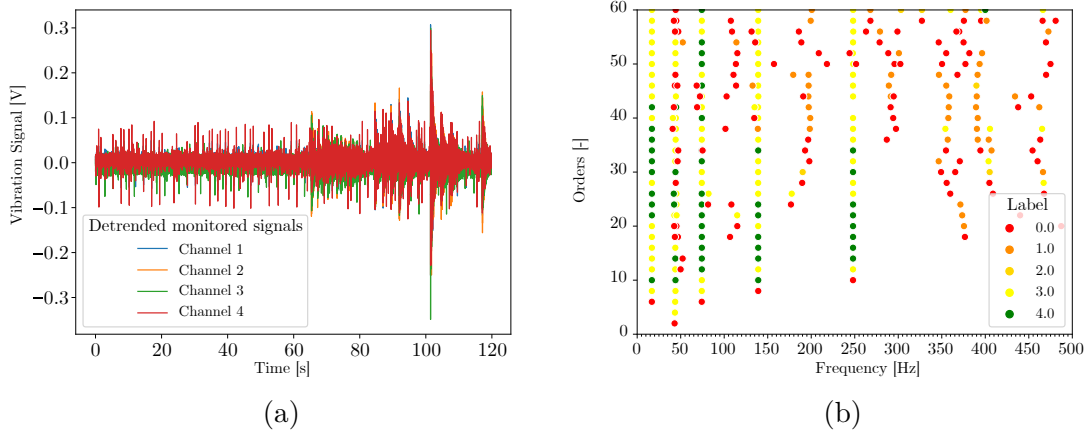 0.3
0.2
0.1
0.0
−0.1
−0.2
−0.3
Vibration Signal [V]
Detrended monitored signals
Channel 1
Channel 2
Channel 3
Channel 4
0 20 40 60 80 100 120
Time [s]
(a)
60
50
40
30
20
10
0
Orders [-]
Label
0.0
1.0
2.0
3.0
4.0
0 50 100 150 200 250 300 350 400 450 500
Frequency [Hz]
(b)